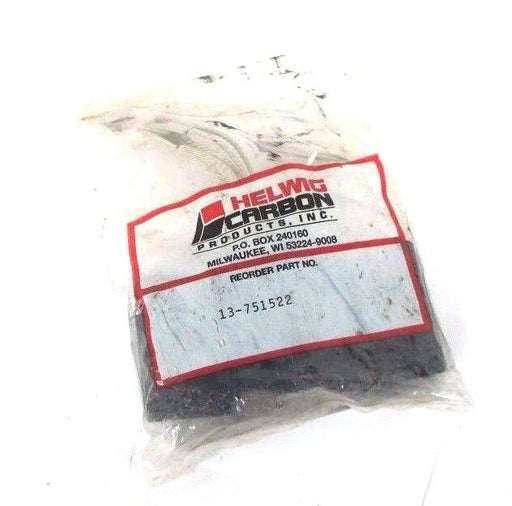 HELWIG
CARBON
PRODUCTS, INC.
P.O. BOX 240160
MILWAUKEE, WI 53224-9008
REORDER PART NO.
13-751522